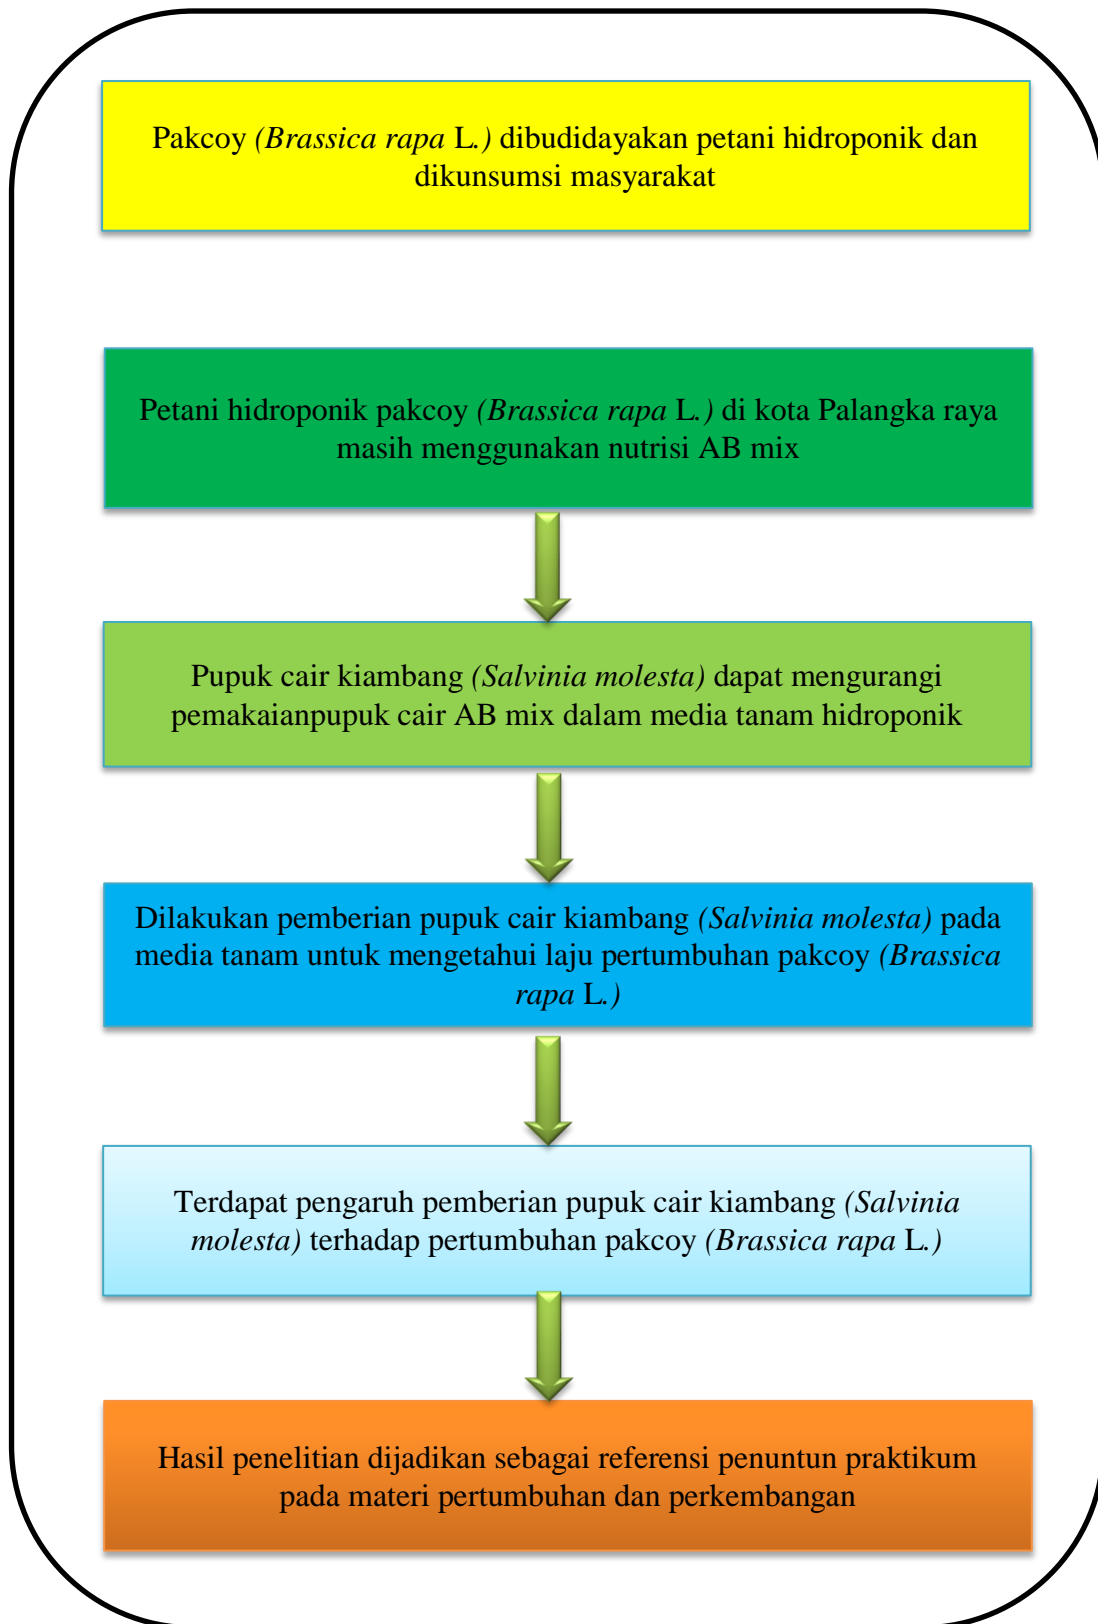 Pakcoy (Brassica rapa L.) dibudidayakan petani hidroponik dan
dikunsumsi masyarakat
Petani hidroponik pakcoy (Brassica rapa L.) di kota Palangka raya
masih menggunakan nutrisi AB mix
Pupuk cair kiambang (Salvinia molesta) dapat mengurangi
pemakaianpupuk cair AB mix dalam media tanam hidroponik
Dilakukan pemberian pupuk cair kiambang (Salvinia molesta) pada
media tanam untuk mengetahui laju pertumbuhan pakcoy (Brassica
rapa L.)
Terdapat pengaruh pemberian pupuk cair kiambang (Salvinia
molesta) terhadap pertumbuhan pakcoy (Brassica rapa L.)
Hasil penelitian dijadikan sebagai referensi penuntun praktikum
pada materi pertumbuhan dan perkembangan